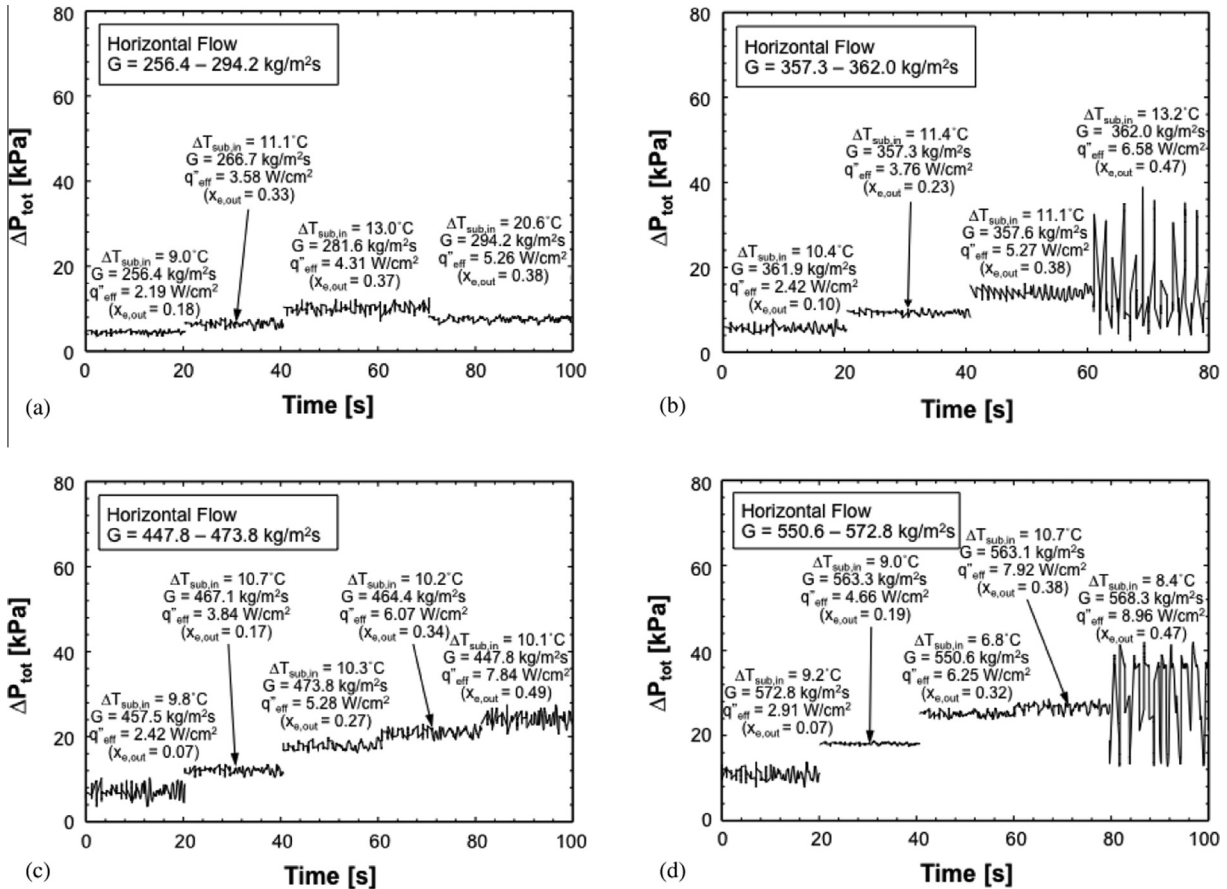 Horizontal Flow
G = 256.4 – 294.2 kg/m²s
ΔP_tot [kPa]
80
60
40
20
0
ΔT_sub,in = 9.0°C
G = 256.4 kg/m²s
q"_eff = 2.19 W/cm²
(x_e,out = 0.18)
ΔT_sub,in = 11.1°C
G = 266.7 kg/m²s
q"_eff = 3.58 W/cm²
(x_e,out = 0.33)
ΔT_sub,in = 13.0°C
G = 281.6 kg/m²s
q"_eff = 4.31 W/cm²
(x_e,out = 0.37)
ΔT_sub,in = 20.6°C
G = 294.2 kg/m²s
q"_eff = 5.26 W/cm²
(x_e,out = 0.38)
0 20 40 60 80 100
Time [s]
(a)
Horizontal Flow
G = 357.3 – 362.0 kg/m²s
ΔP_tot [kPa]
80
60
40
20
0
ΔT_sub,in = 10.4°C
G = 361.9 kg/m²s
q"_eff = 2.42 W/cm²
(x_e,out = 0.10)
ΔT_sub,in = 11.4°C
G = 357.3 kg/m²s
q"_eff = 3.76 W/cm²
(x_e,out = 0.23)
ΔT_sub,in = 11.1°C
G = 357.6 kg/m²s
q"_eff = 5.27 W/cm²
(x_e,out = 0.38)
ΔT_sub,in = 13.2°C
G = 362.0 kg/m²s
q"_eff = 6.58 W/cm²
(x_e,out = 0.47)
0 20 40 60 80
Time [s]
(b)
Horizontal Flow
G = 447.8 – 473.8 kg/m²s
ΔP_tot [kPa]
80
60
40
20
0
ΔT_sub,in = 9.8°C
G = 457.5 kg/m²s
q"_eff = 2.42 W/cm²
(x_e,out = 0.07)
ΔT_sub,in = 10.7°C
G = 467.1 kg/m²s
q"_eff = 3.84 W/cm²
(x_e,out = 0.17)
ΔT_sub,in = 10.3°C
G = 473.8 kg/m²s
q"_eff = 5.28 W/cm²
(x_e,out = 0.27)
ΔT_sub,in = 10.2°C
G = 464.4 kg/m²s
q"_eff = 6.07 W/cm²
(x_e,out = 0.34)
ΔT_sub,in = 10.1°C
G = 447.8 kg/m²s
q"_eff = 7.84 W/cm²
(x_e,out = 0.49)
0 20 40 60 80 100
Time [s]
(c)
Horizontal Flow
G = 550.6 – 572.8 kg/m²s
ΔP_tot [kPa]
80
60
40
20
0
ΔT_sub,in = 9.2°C
G = 572.8 kg/m²s
q"_eff = 2.91 W/cm²
(x_e,out = 0.07)
ΔT_sub,in = 9.0°C
G = 563.3 kg/m²s
q"_eff = 4.66 W/cm²
(x_e,out = 0.19)
ΔT_sub,in = 6.8°C
G = 550.6 kg/m²s
q"_eff = 6.25 W/cm²
(x_e,out = 0.32)
ΔT_sub,in = 10.7°C
G = 563.1 kg/m²s
q"_eff = 7.92 W/cm²
(x_e,out = 0.38)
ΔT_sub,in = 8.4°C
G = 568.3 kg/m²s
q"_eff = 8.96 W/cm²
(x_e,out = 0.47)
0 20 40 60 80 100
Time [s]
(d)